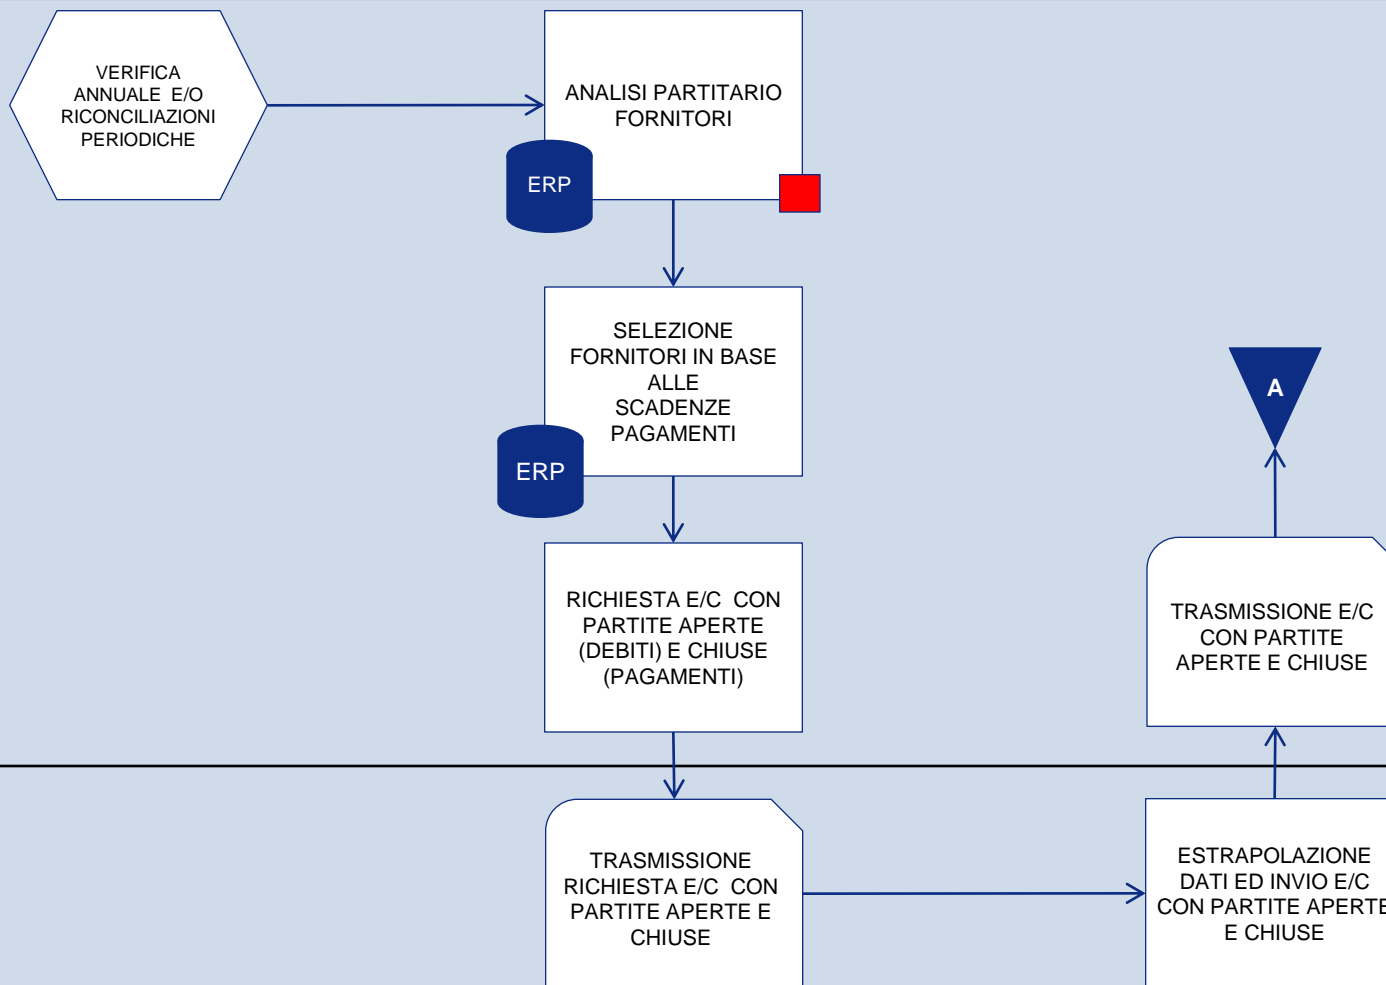 VERIFICA
ANNUALE E/O
RICONCILIAZIONI
PERIODICHE
ANALISI PARTITARIO
FORNITORI
ERP
SELEZIONE
FORNITORI IN BASE
ALLE
SCADENZE
PAGAMENTI
ERP
RICHIESTA E/C CON
PARTITE APERTE
(DEBITI) E CHIUSE
(PAGAMENTI)
TRASMISSIONE
RICHIESTA E/C CON
PARTITE APERTE E
CHIUSE
ESTRAPOLAZIONE
DATI ED INVIO E/C
CON PARTITE APERTE
E CHIUSE
TRASMISSIONE E/C
CON PARTITE
APERTE E CHIUSE
A